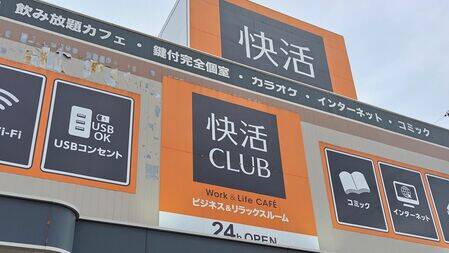 快活
飲み放題カフェ・鍵付完全個室・カラオケ・インターネット・コミック
Wi-Fi
USB
OK
USBコンセント
快活
CLUB
Work & Life CAFÉ
ビジネス&リラックスルーム
24h OPEN
コミック
インターネット